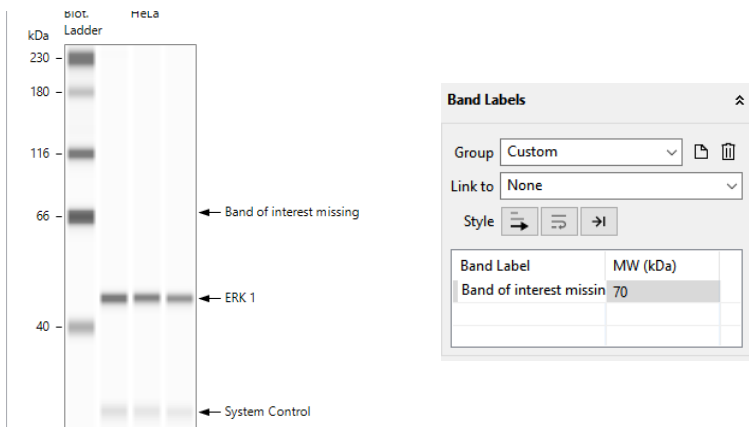 Biot.
HeLa
kDa
Ladder
230
180
116
66
Band of interest missing
ERK 1
40
System Control
Band Labels
Group
Custom
Link to
None
Style
Band Label
MW (kDa)
Band of interest missin
70